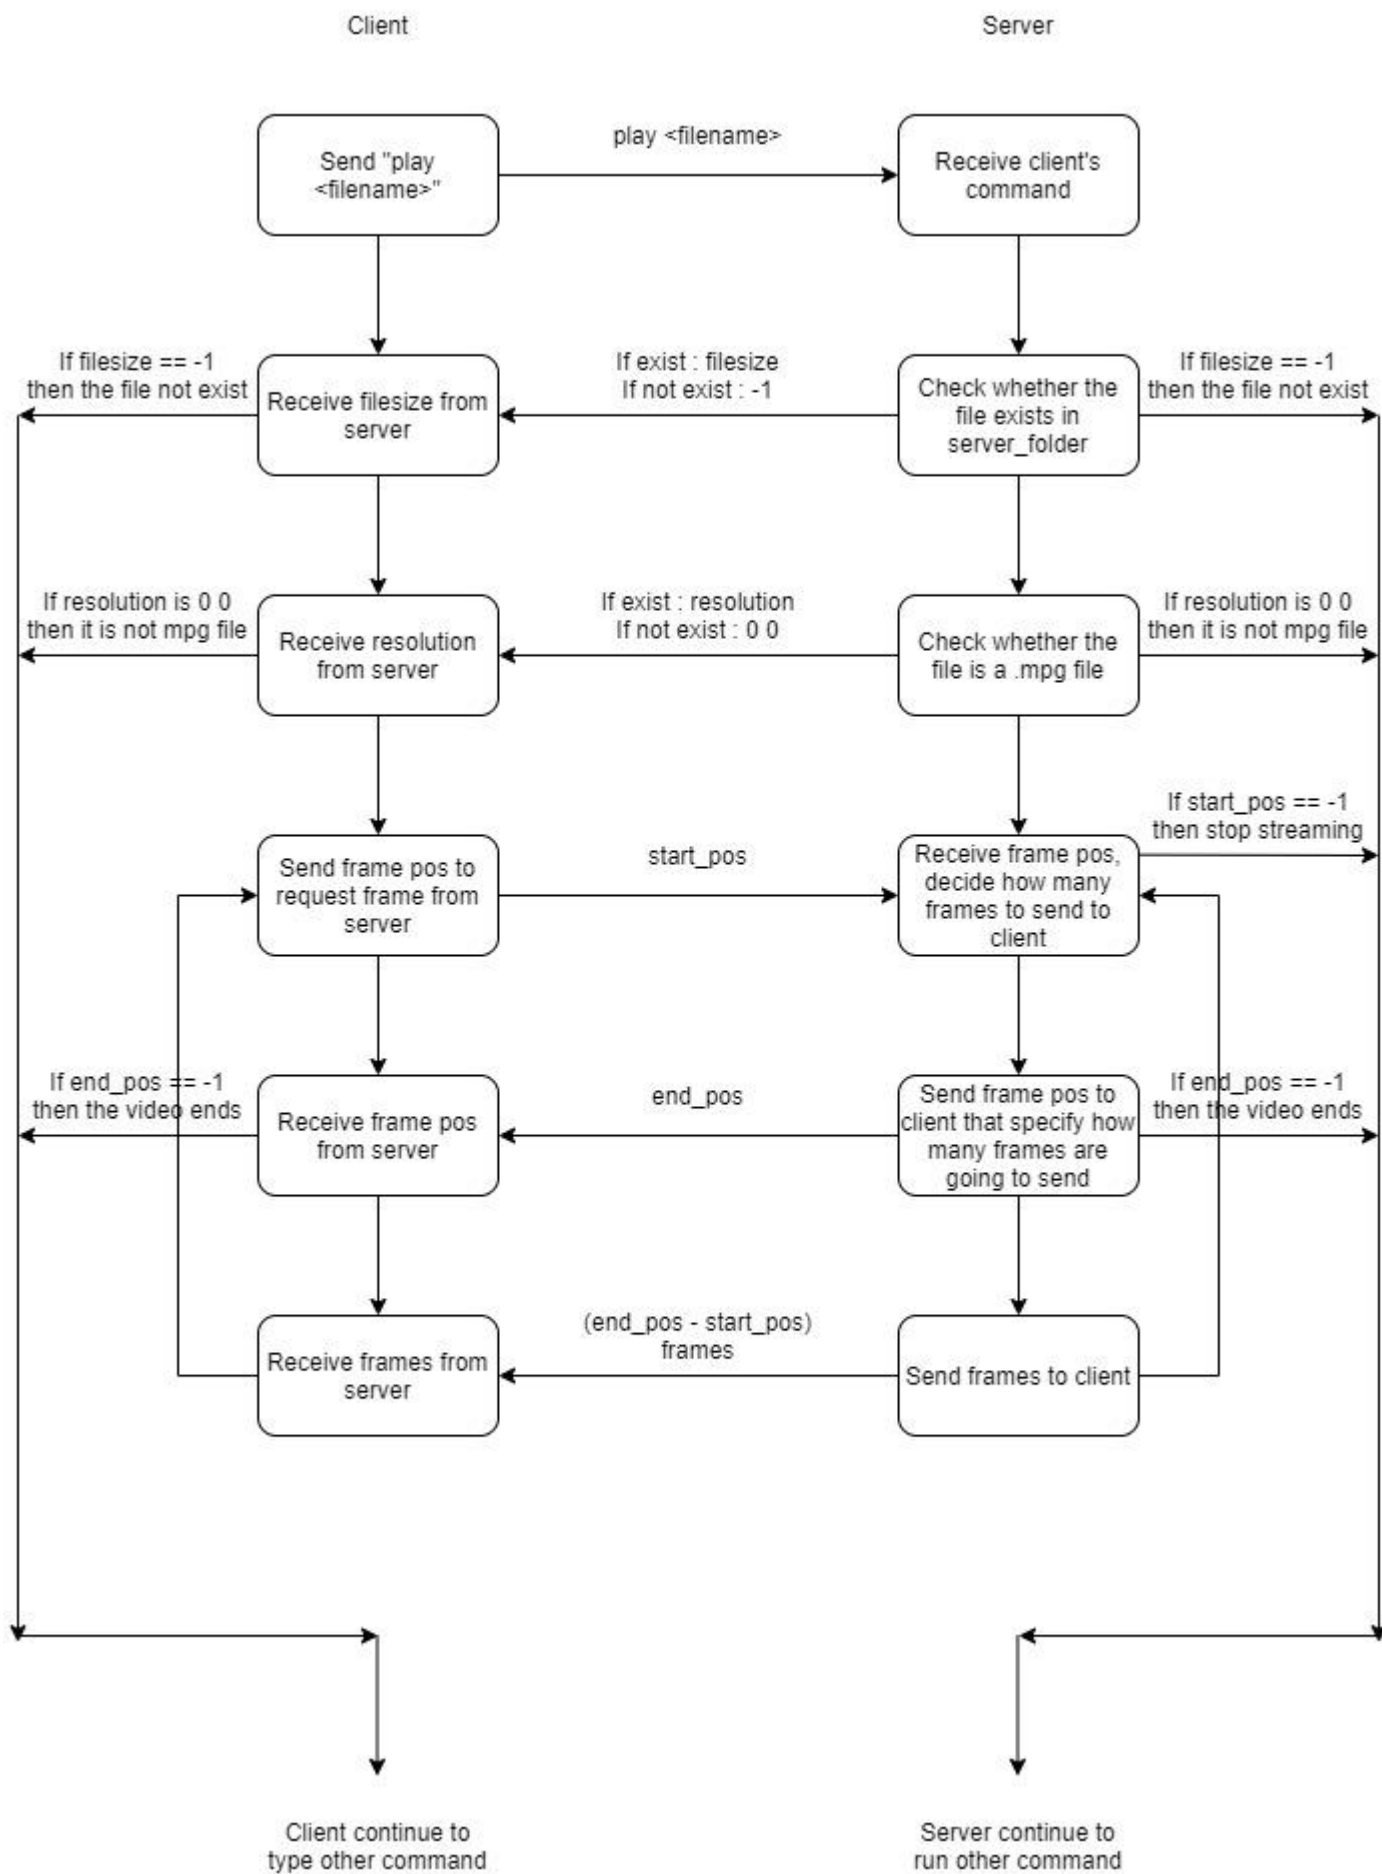 Client
Server
Send "play
<filename>"
play <filename>
Receive client's
command
If filesize == -1
then the file not exist
Receive filesize from
server
If exist : filesize
If not exist : -1
Check whether the
file exists in
server_folder
If filesize == -1
then the file not exist
If resolution is 0 0
then it is not mpg file
Receive resolution
from server
If exist : resolution
If not exist : 0 0
Check whether the
file is a .mpg file
If resolution is 0 0
then it is not mpg file
Send frame pos to
request frame from
server
start_pos
Receive frame pos,
decide how many
frames to send to
client
If start_pos == -1
then stop streaming
If end_pos == -1
then the video ends
Receive frame pos
from server
end_pos
Send frame pos to
client that specify how
many frames are
going to send
If end_pos == -1
then the video ends
Receive frames from
server
(end_pos - start_pos)
frames
Send frames to client
Client continue to
type other command
Server continue to
run other command